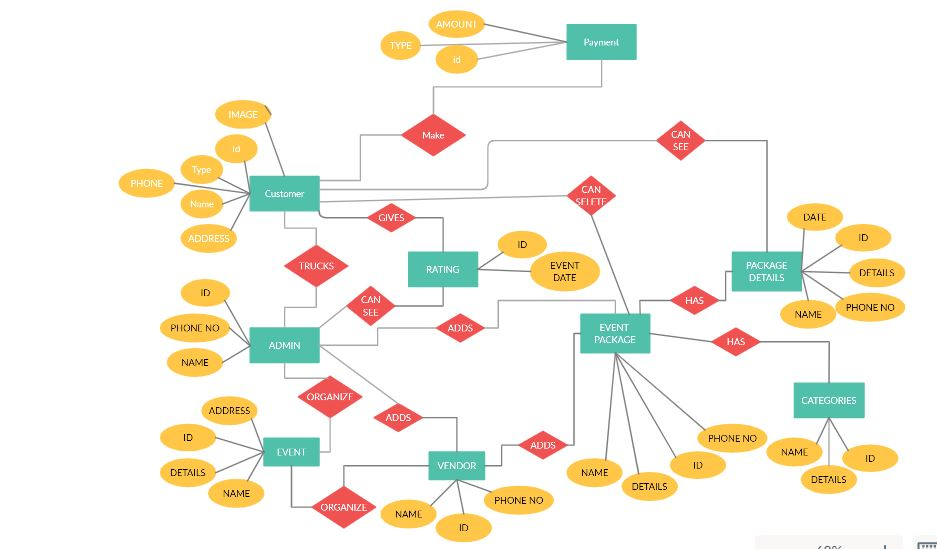 AMOUNT
TYPE
id
Payment
IMAGE
Make
id
Type
PHONE
Name
ADDRESS
Customer
CAN
SEE
CAN
SELETE
GIVES
TRUCKS
RATING
ID
EVENT
DATE
DATE
ID
PACKAGE
DETAILS
DETAILS
PHONE NO
NAME
ID
PHONE NO
NAME
ADMIN
CAN
SEE
ADDS
HAS
EVENT
PACKAGE
HAS
CATEGORIES
ORGANIZE
ADDS
ADDRESS
ID
DETAILS
NAME
EVENT
ORGANIZE
VENDOR
ADDS
NAME
ID
PHONE NO
NAME
DETAILS
ID
PHONE NO
NAME
DETAILS
ID